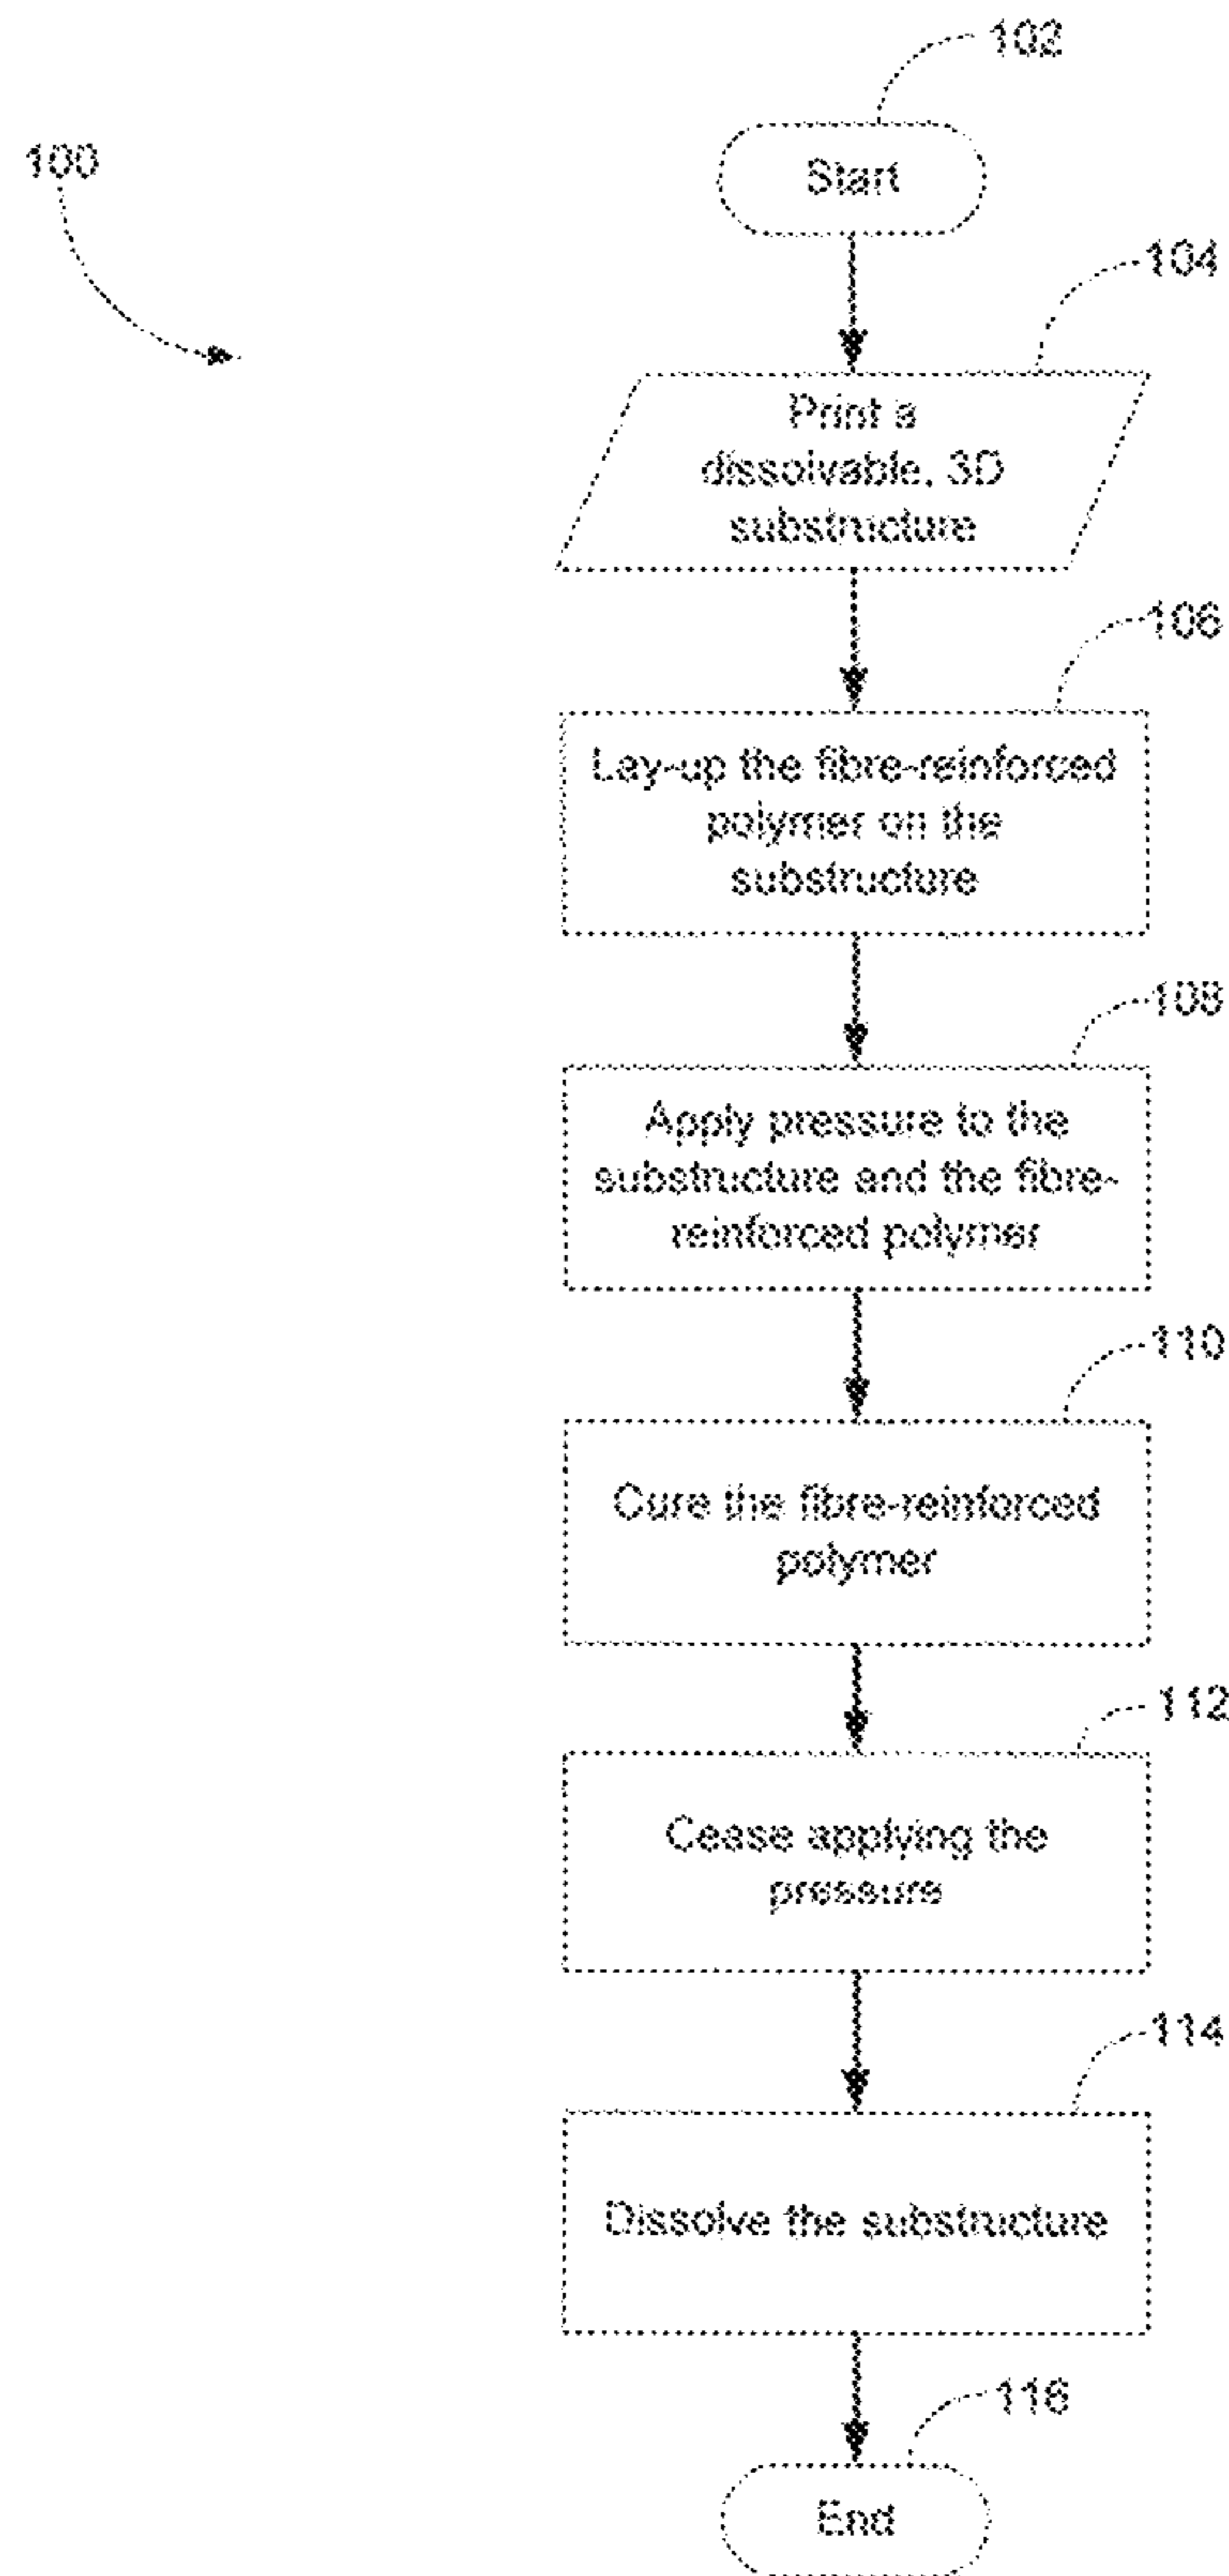 102
100
Start
104
Print a
dissolvable, 3D
substructure
106
Lay-up the fibre-reinforced
polymer on the
substructure
108
Apply pressure to the
substructure and the fibre-
reinforced polymer
110
Cure the fibre-reinforced
polymer
112
Cease applying the
pressure
114
Dissolve the substructure
116
End